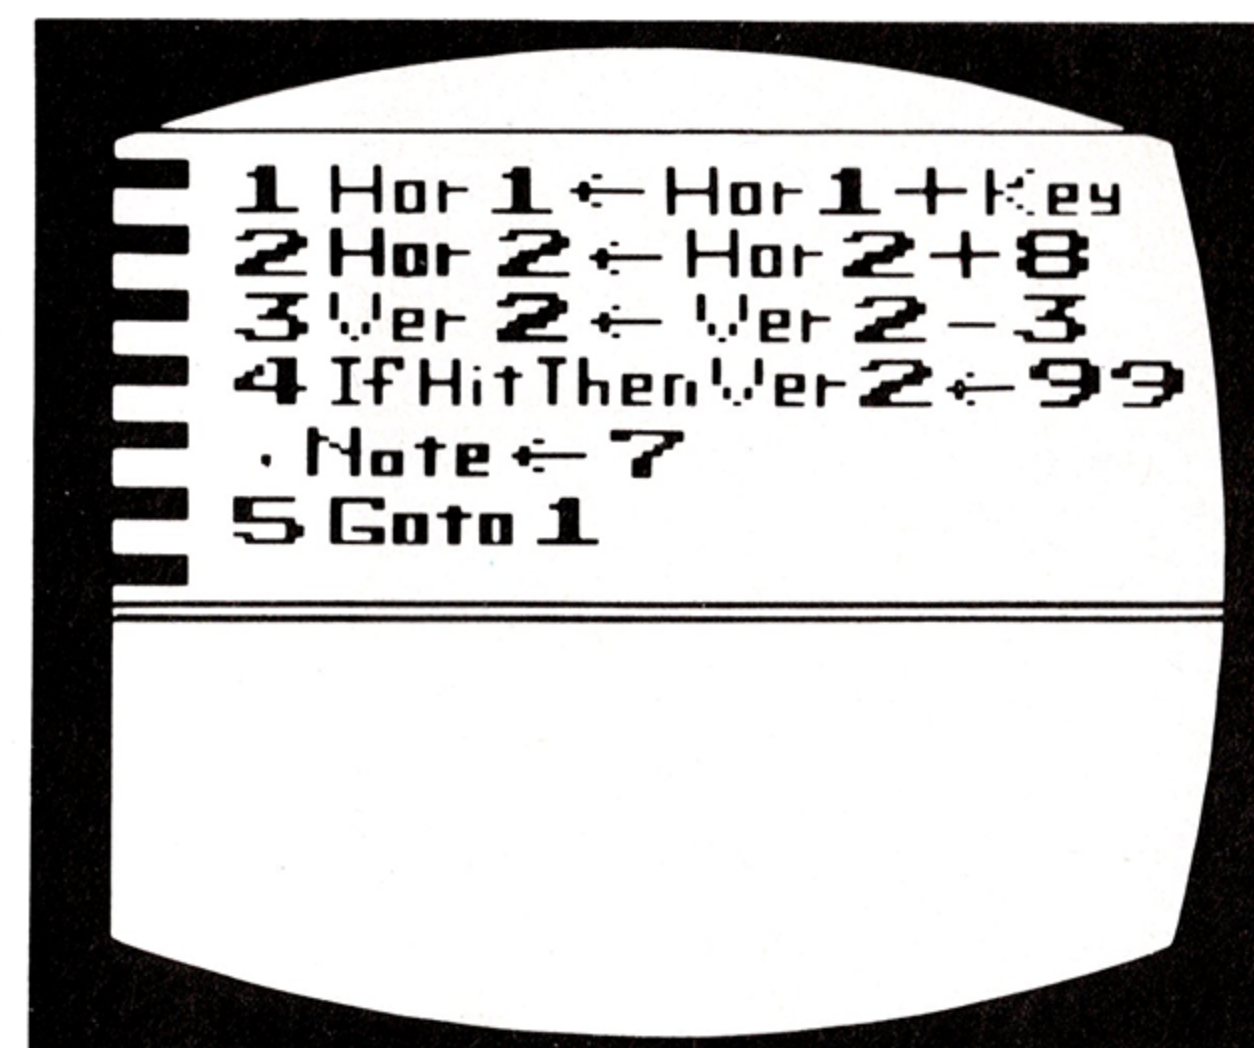 1 Hor 1←Hor 1+Key
2 Hor 2 ← Hor 2+8
3 Ver 2 ← Ver 2-3
4 If Hit Then Ver 2←99
. Note←7
5 Goto 1